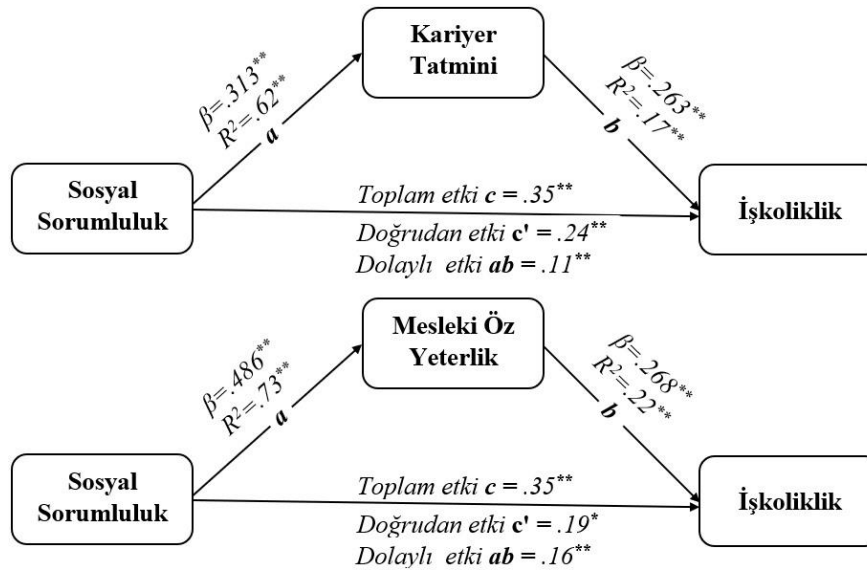 Kariyer
Tatmini
β=.313**
R²=.62**
a
β=.263**
R²=.17**
b
Sosyal
Sorumluluk
İşkoliklik
Toplam etki c = .35**
Doğrudan etki c' = .24**
Dolaylı etki ab = .11**
Mesleki Öz
Yeterlik
β=.486**
R²=.73**
a
β=.268**
R²=.22**
b
Sosyal
Sorumluluk
İşkoliklik
Toplam etki c = .35**
Doğrudan etki c' = .19*
Dolaylı etki ab = .16**